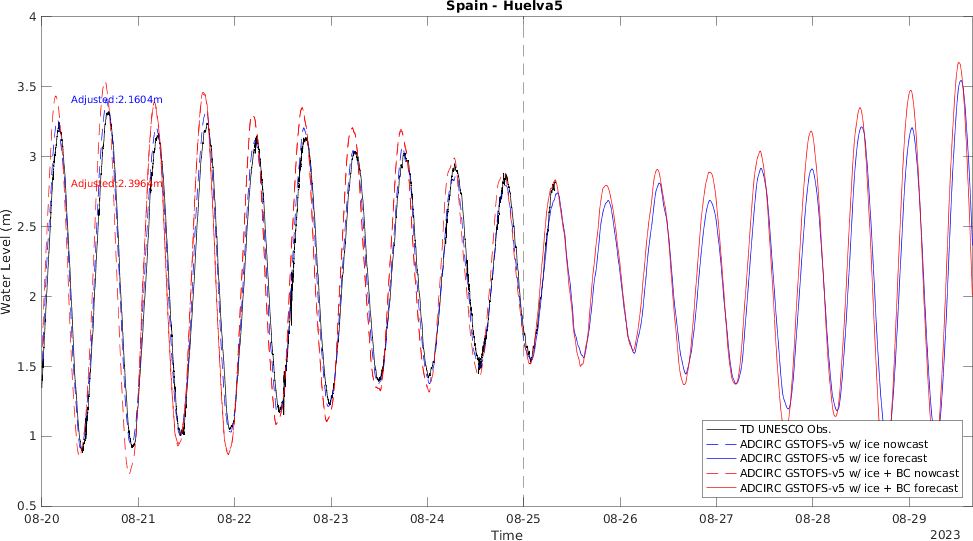 Spain - Huelva5
4
3.5
3
2.5
2
1.5
1
0.5
Water Level (m)
Adjusted:2.1604m
Adjusted:2.3964m
TD UNESCO Obs.
ADCIRC GSTOFS-v5 w/ ice nowcast
ADCIRC GSTOFS-v5 w/ ice forecast
ADCIRC GSTOFS-v5 w/ ice + BC nowcast
ADCIRC GSTOFS-v5 w/ ice + BC forecast
08-20 08-21 08-22 08-23 08-24 08-25 08-26 08-27 08-28 08-29
Time
2023